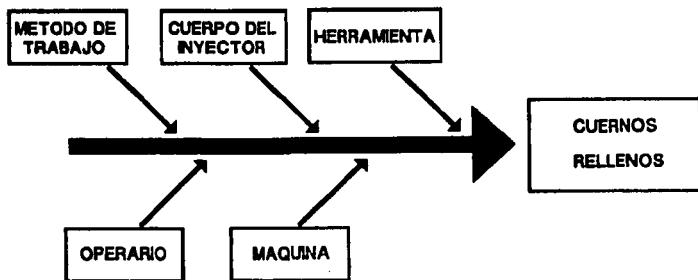 METODO DE
TRABAJO
CUERPO DEL
INYECTOR
HERRAMIENTA
CUERNOS
RELLENOS
OPERARIO
MAQUINA